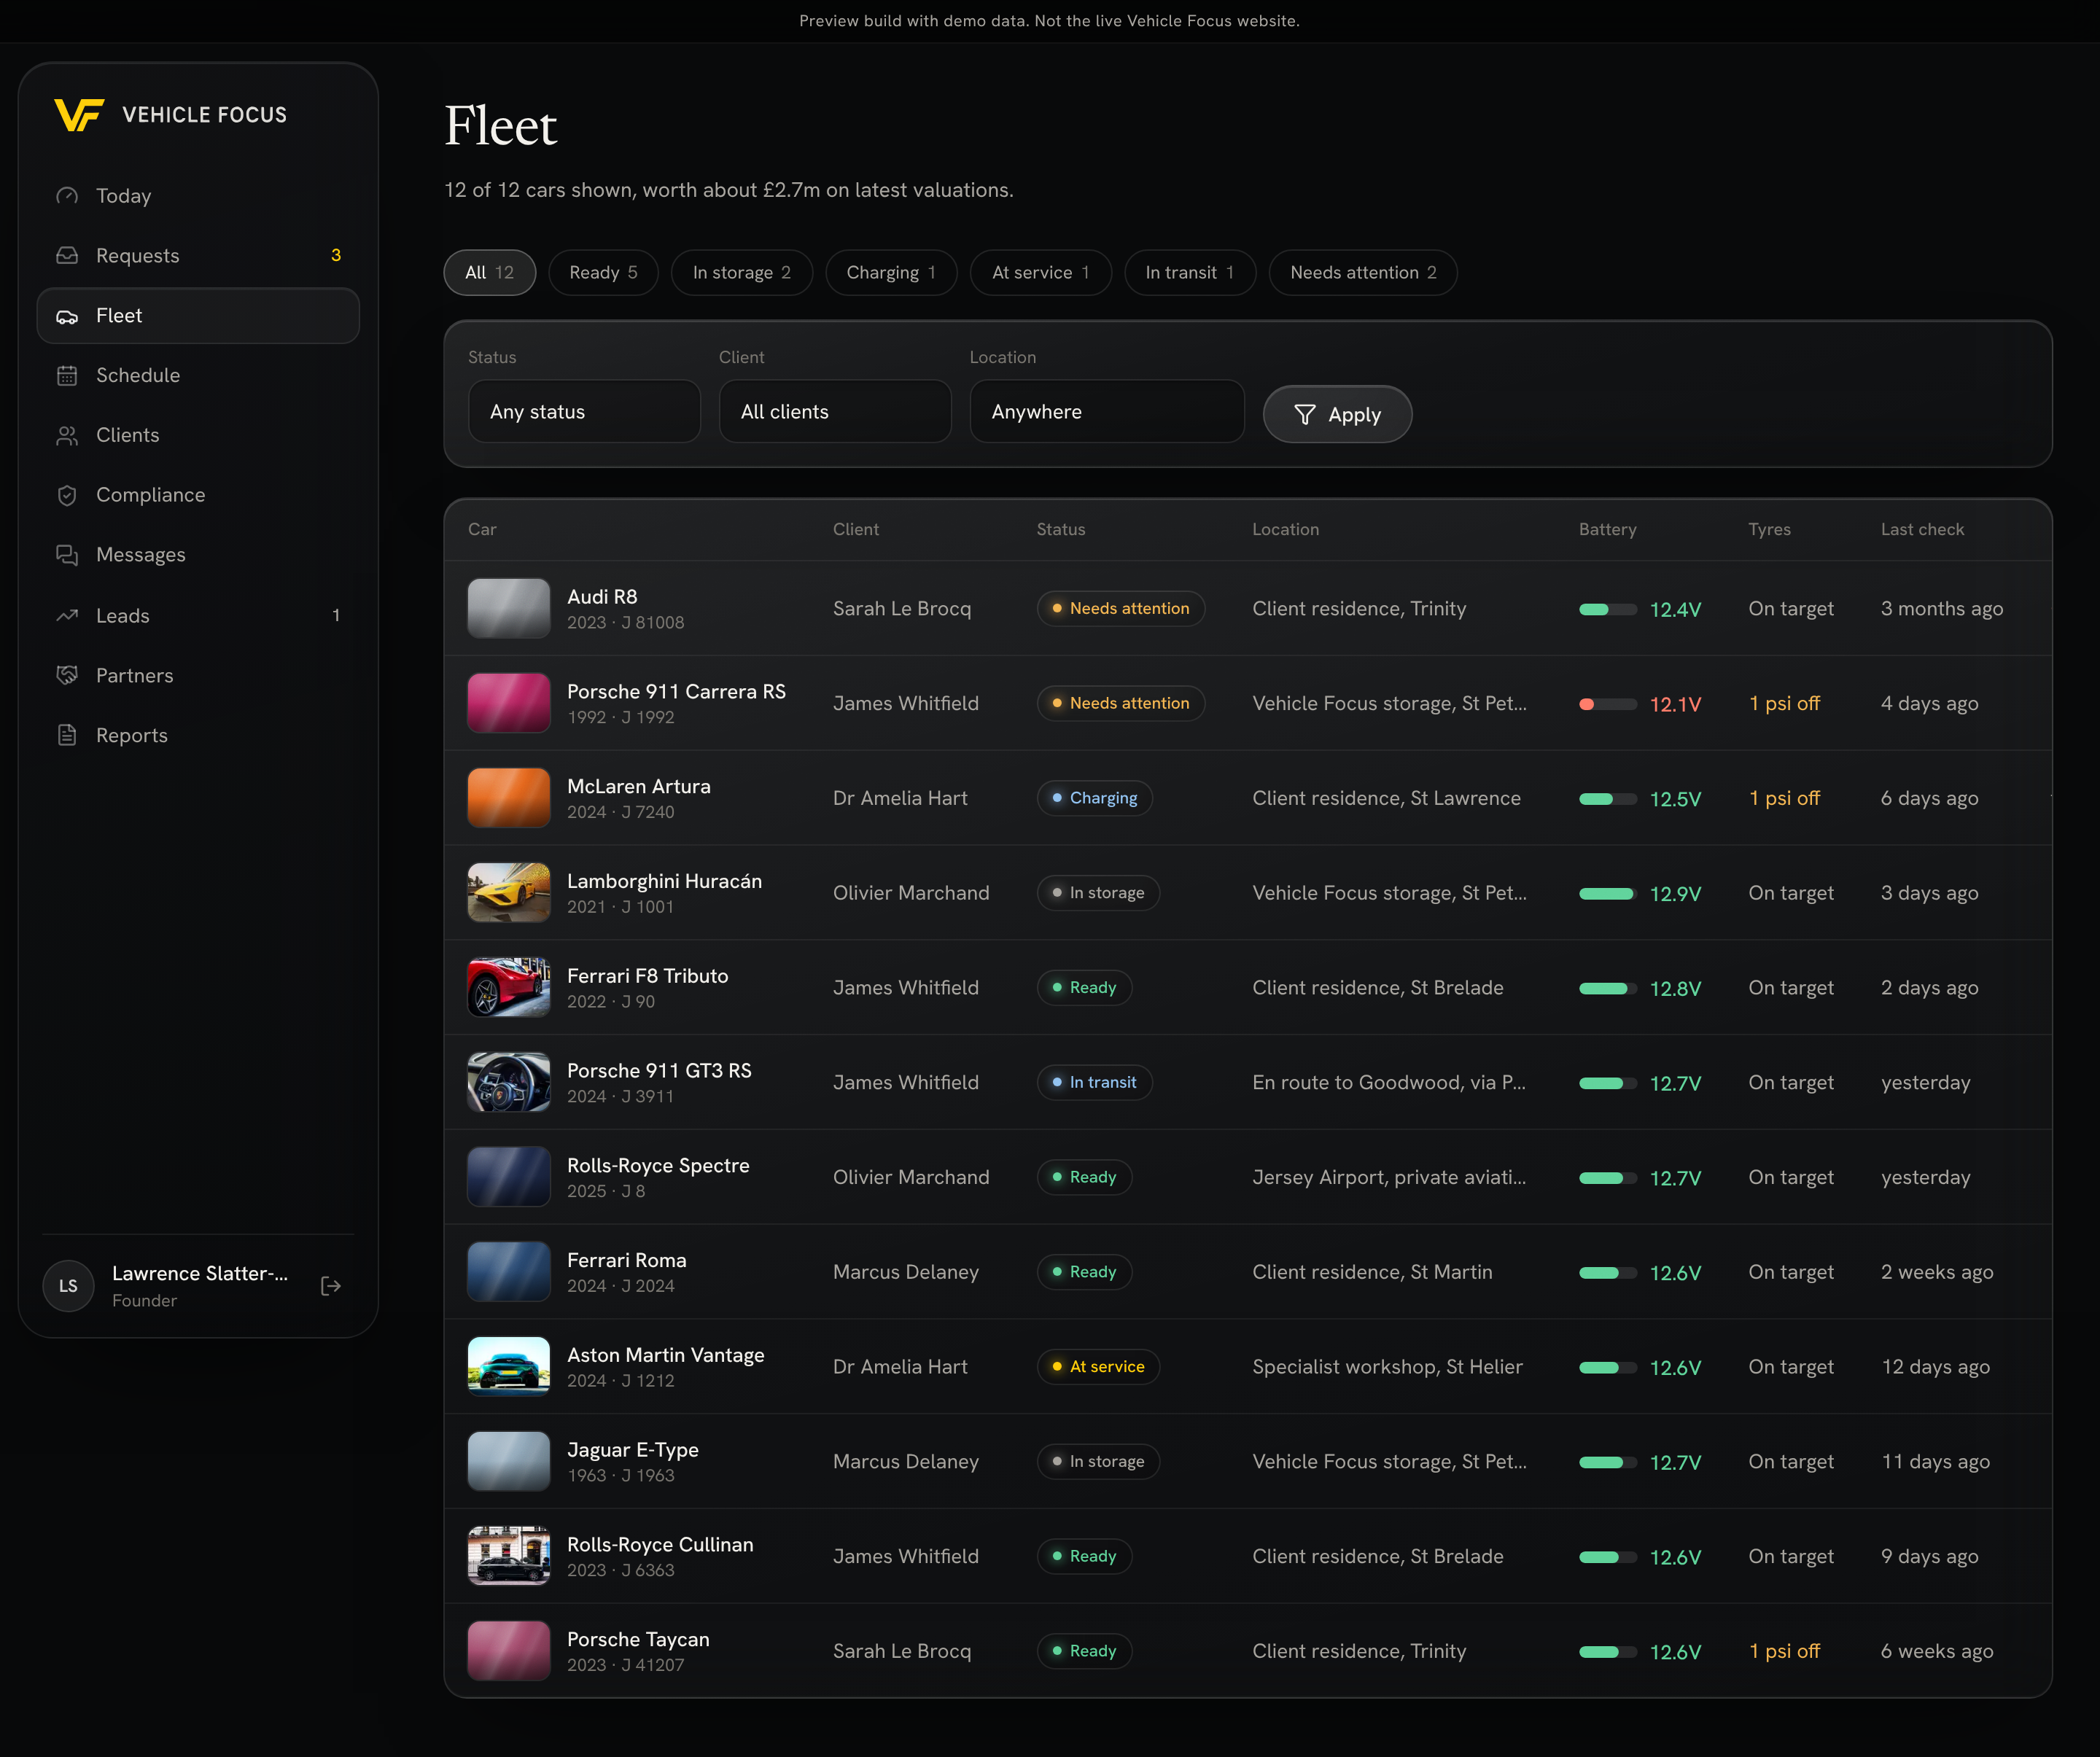 Preview build with demo data. Not the live Vehicle Focus website.
VF VEHICLE FOCUS
Today
Requests 3
Fleet
Schedule
Clients
Compliance
Messages
Leads 1
Partners
Reports
LS
Lawrence Slatter-...
Founder
Fleet
12 of 12 cars shown, worth about £2.7m on latest valuations.
All 12 Ready 5 In storage 2 Charging 1 At service 1 In transit 1 Needs attention 2
Status Client Location
Any status All clients Anywhere Apply
Car Client Status Location Battery Tyres Last check
Audi R8
2023 · J 81008
Sarah Le Brocq Needs attention Client residence, Trinity 12.4V On target 3 months ago
Porsche 911 Carrera RS
1992 · J 1992
James Whitfield Needs attention Vehicle Focus storage, St Pet... 12.1V 1 psi off 4 days ago
McLaren Artura
2024 · J 7240
Dr Amelia Hart Charging Client residence, St Lawrence 12.5V 1 psi off 6 days ago
Lamborghini Huracán
2021 · J 1001
Olivier Marchand In storage Vehicle Focus storage, St Pet... 12.9V On target 3 days ago
Ferrari F8 Tributo
2022 · J 90
James Whitfield Ready Client residence, St Brelade 12.8V On target 2 days ago
Porsche 911 GT3 RS
2024 · J 3911
James Whitfield In transit En route to Goodwood, via P... 12.7V On target yesterday
Rolls-Royce Spectre
2025 · J 8
Olivier Marchand Ready Jersey Airport, private aviati... 12.7V On target yesterday
Ferrari Roma
2024 · J 2024
Marcus Delaney Ready Client residence, St Martin 12.6V On target 2 weeks ago
Aston Martin Vantage
2024 · J 1212
Dr Amelia Hart At service Specialist workshop, St Helier 12.6V On target 12 days ago
Jaguar E-Type
1963 · J 1963
Marcus Delaney In storage Vehicle Focus storage, St Pet... 12.7V On target 11 days ago
Rolls-Royce Cullinan
2023 · J 6363
James Whitfield Ready Client residence, St Brelade 12.6V On target 9 days ago
Porsche Taycan
2023 · J 41207
Sarah Le Brocq Ready Client residence, Trinity 12.6V 1 psi off 6 weeks ago